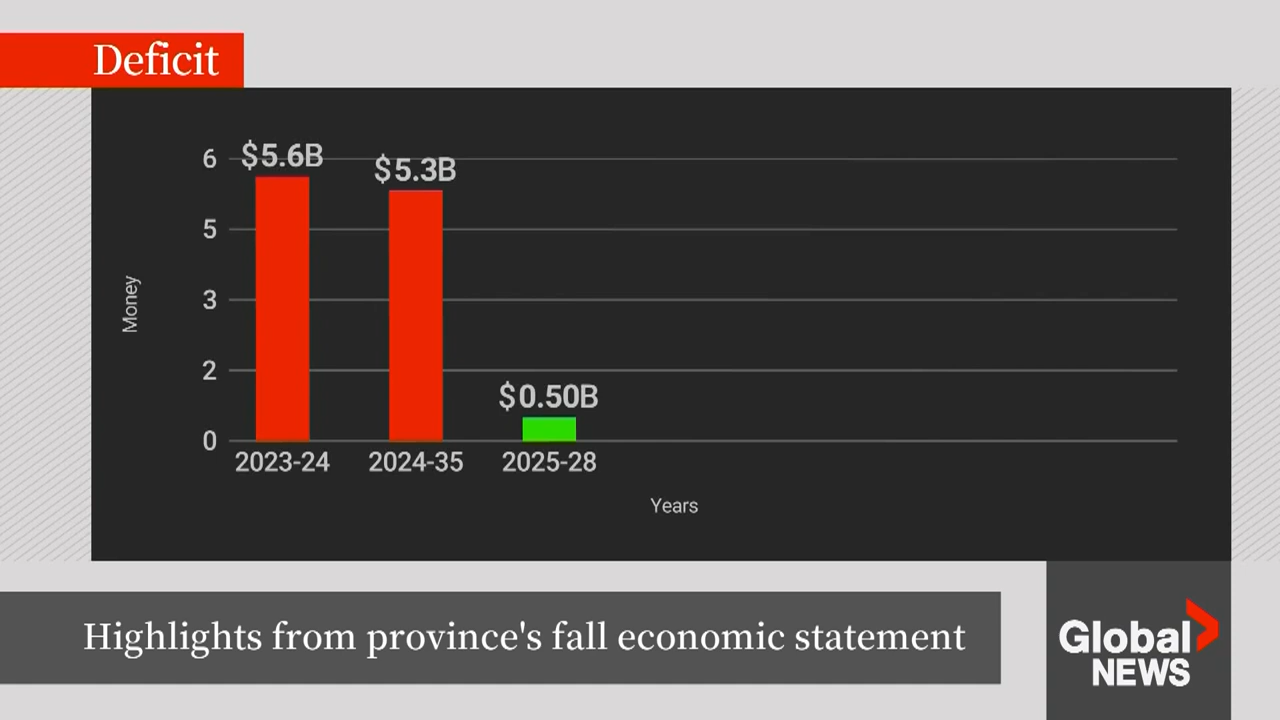 Deficit
6
5
3
2
0
Money
$5.6B
$5.3B
$0.50B
2023-24
2024-35
2025-28
Years
Highlights from province's fall economic statement
Global
NEWS